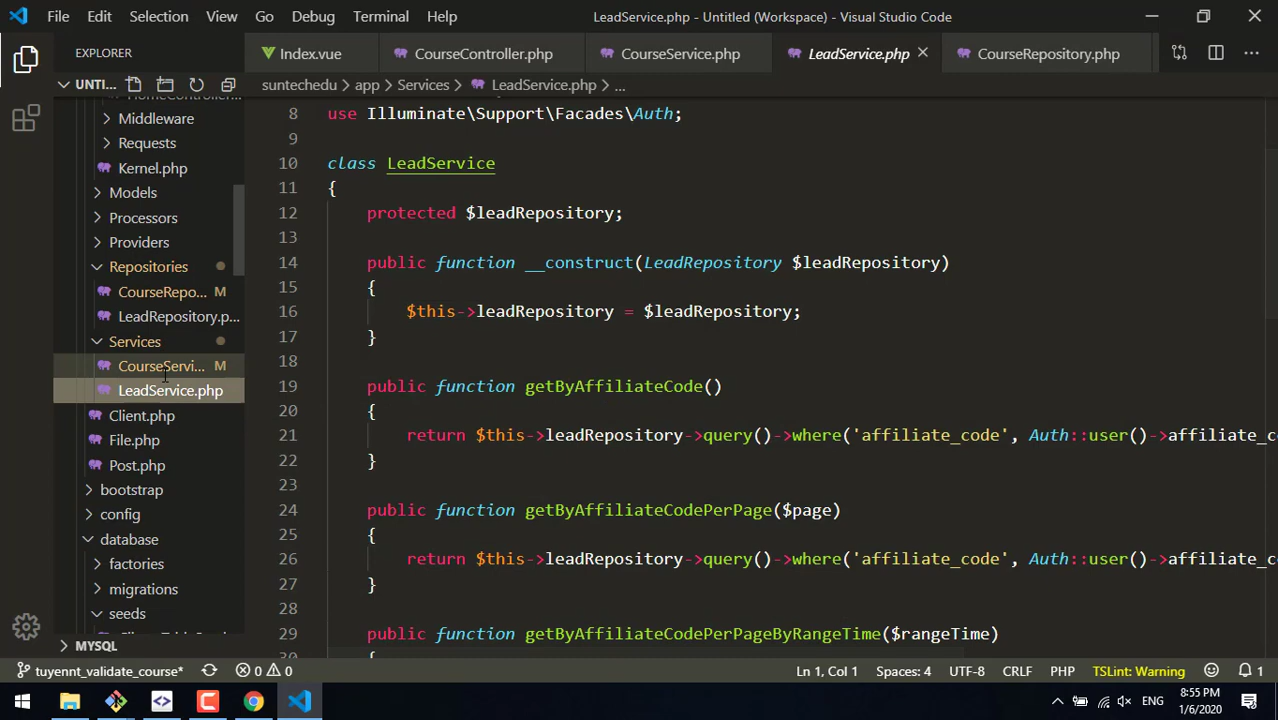 File Edit Selection View Go Debug Terminal Help LeadService.php - Untitled (Workspace) - Visual Studio Code
EXPLORER
Index.vue CourseController.php CourseService.php LeadService.php CourseRepository.php
UNTI...
suntechedu > app > Services > LeadService.php > ...
Middleware
Requests
Kernel.php
Models
Processors
Providers
Repositories
CourseRepo... M
LeadRepository.p...
Services
CourseServi... M
LeadService.php
Client.php
File.php
Post.php
bootstrap
config
database
factories
migrations
seeds
MYSQL
8 use Illuminate\Support\Facades\Auth;
9
10 class LeadService
11 {
12 protected $leadRepository;
13
14 public function __construct(LeadRepository $leadRepository)
15 {
16 $this->leadRepository = $leadRepository;
17 }
18
19 public function getByAffiliateCode()
20 {
21 return $this->leadRepository->query()->where('affiliate_code', Auth::user()->affiliate_c
22 }
23
24 public function getByAffiliateCodePerPage($page)
25 {
26 return $this->leadRepository->query()->where('affiliate_code', Auth::user()->affiliate_c
27 }
28
29 public function getByAffiliateCodePerPageByRangeTime($rangeTime)
30 {
tuyennt_validate_course* 0 0 Ln 1, Col 1 Spaces: 4 UTF-8 CRLF PHP TSLint: Warning 1
ENG 8:55 PM
1/6/2020